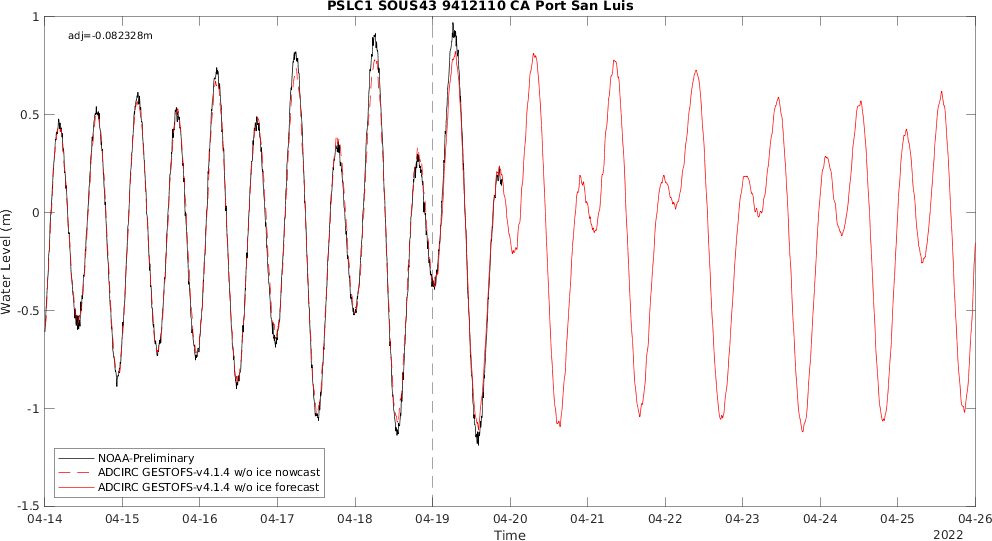 PSLC1 SOUS43 9412110 CA Port San Luis
adj=-0.082328m
1
0.5
0
-0.5
-1
-1.5
Water Level (m)
NOAA-Preliminary
ADCIRC GESTOFS-v4.1.4 w/o ice nowcast
ADCIRC GESTOFS-v4.1.4 w/o ice forecast
04-14 04-15 04-16 04-17 04-18 04-19 04-20 04-21 04-22 04-23 04-24 04-25 04-26
Time
2022